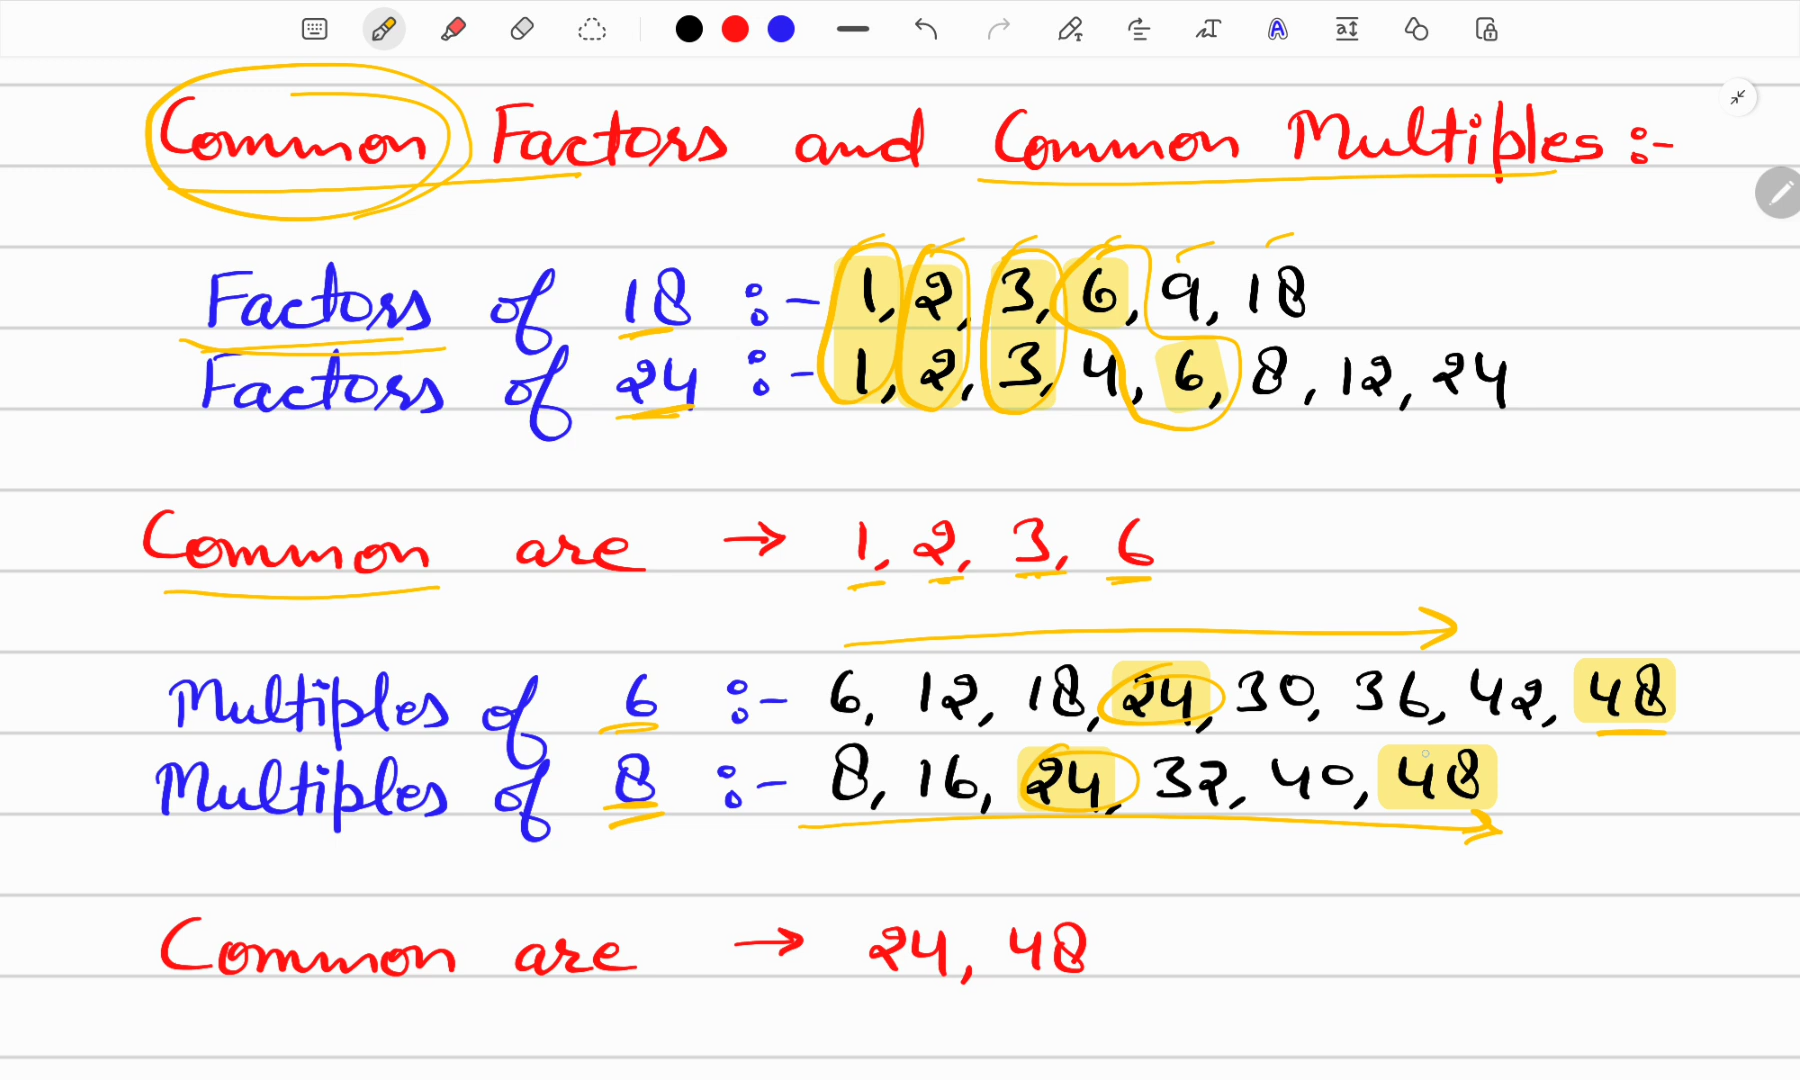 Common Factors and Common Multiples :-
Factors of 18 :- 1, 2, 3, 6, 9, 18
Factors of 24 :- 1, 2, 3, 4, 6, 8, 12, 24
Common are → 1, 2, 3, 6
Multiples of 6 :- 6, 12, 18, 24, 30, 36, 42, 48
Multiples of 8 :- 8, 16, 24, 32, 40, 48
Common are → 24, 48